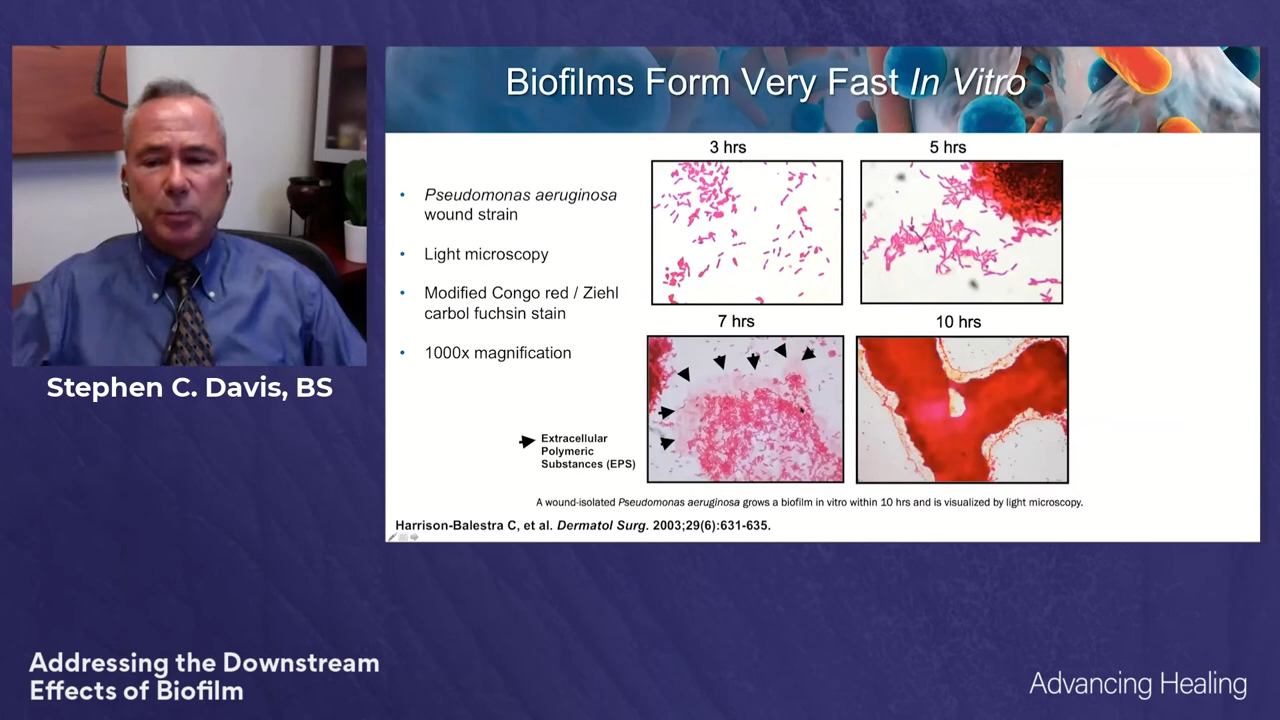 Biofilms Form Very Fast In Vitro
3 hrs
5 hrs
• Pseudomonas aeruginosa
wound strain
• Light microscopy
• Modified Congo red / Ziehl
carbol fuchsin stain
• 1000x magnification
7 hrs
10 hrs
Extracellular
Polymeric
Substances (EPS)
A wound-isolated Pseudomonas aeruginosa grows a biofilm in vitro within 10 hrs and is visualized by light microscopy.
Harrison-Balestra C, et al. Dermatol Surg. 2003;29(6):631-635.
Stephen C. Davis, BS
Addressing the Downstream
Effects of Biofilm
Advancing Healing